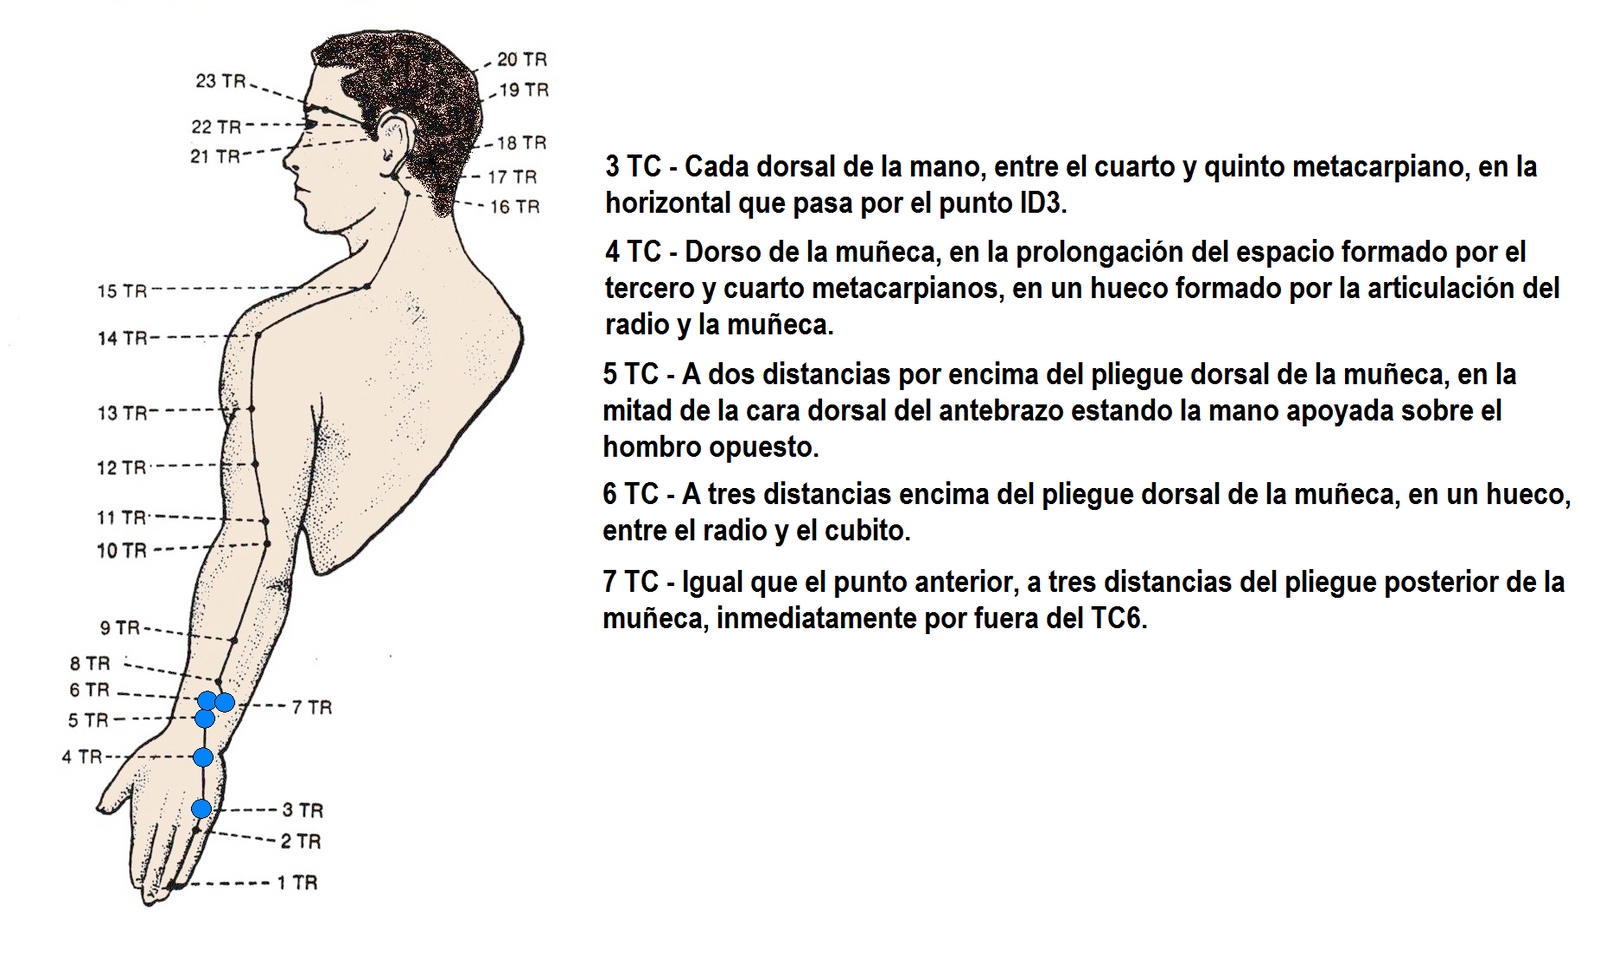 20 TR
23 TR
19 TR
22 TR
18 TR
21 TR
17 TR
16 TR
15 TR
14 TR
13 TR
12 TR
11 TR
10 TR
9 TR
8 TR
6 TR
7 TR
5 TR
4 TR
3 TR
2 TR
1 TR
3 TC - Cada dorsal de la mano, entre el cuarto y quinto metacarpiano, en la
horizontal que pasa por el punto ID3.
4 TC - Dorso de la muñeca, en la prolongación del espacio formado por el
tercero y cuarto metacarpianos, en un hueco formado por la articulación del
radio y la muñeca.
5 TC - A dos distancias por encima del pliegue dorsal de la muñeca, en la
mitad de la cara dorsal del antebrazo estando la mano apoyada sobre el
hombro opuesto.
6 TC - A tres distancias encima del pliegue dorsal de la muñeca, en un hueco,
entre el radio y el cubito.
7 TC - Igual que el punto anterior, a tres distancias del pliegue posterior de la
muñeca, inmediatamente por fuera del TC6.